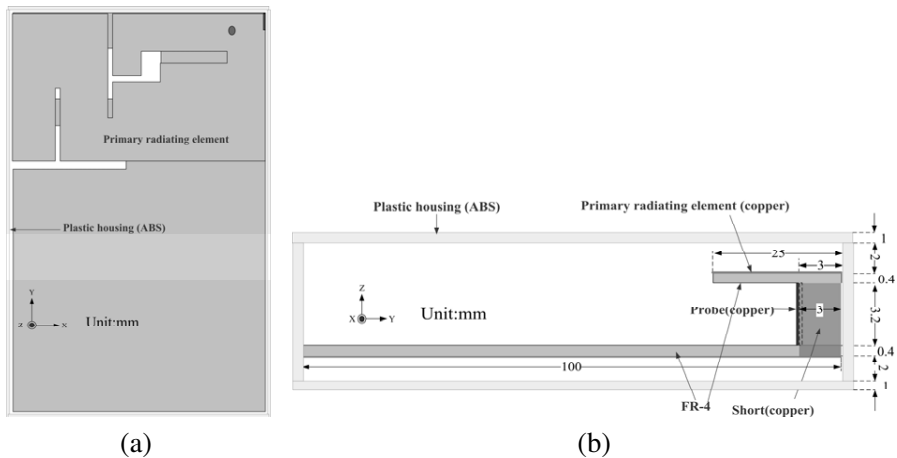 Primary radiating element
Plastic housing (ABS)
Y
Z
X
Unit:mm
(a)
Plastic housing (ABS)
Primary radiating element (copper)
1
25
2
3
0.4
Z
X
Y
Unit:mm
Probe(copper)
3
3.2
0.4
100
2
1
FR-4
Short(copper)
(b)